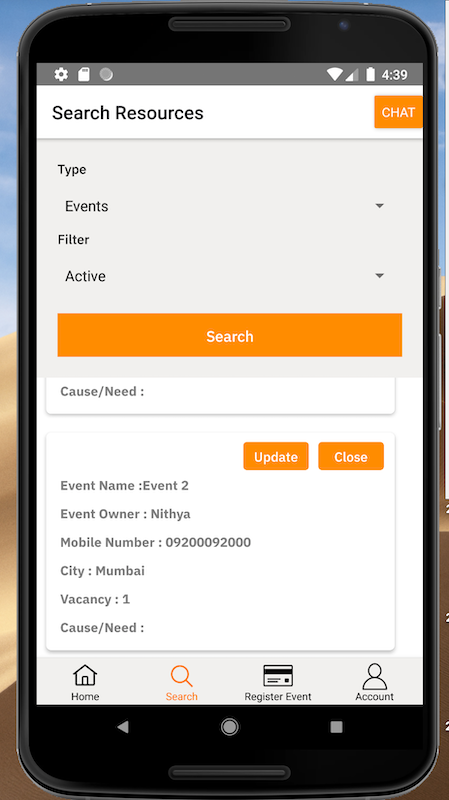 4:39
Search Resources
CHAT
Type
Events
Filter
Active
Search
Cause/Need :
Update Close
Event Name :Event 2
Event Owner : Nithya
Mobile Number : 09200092000
City : Mumbai
Vacancy : 1
Cause/Need :
Home Search Register Event Account